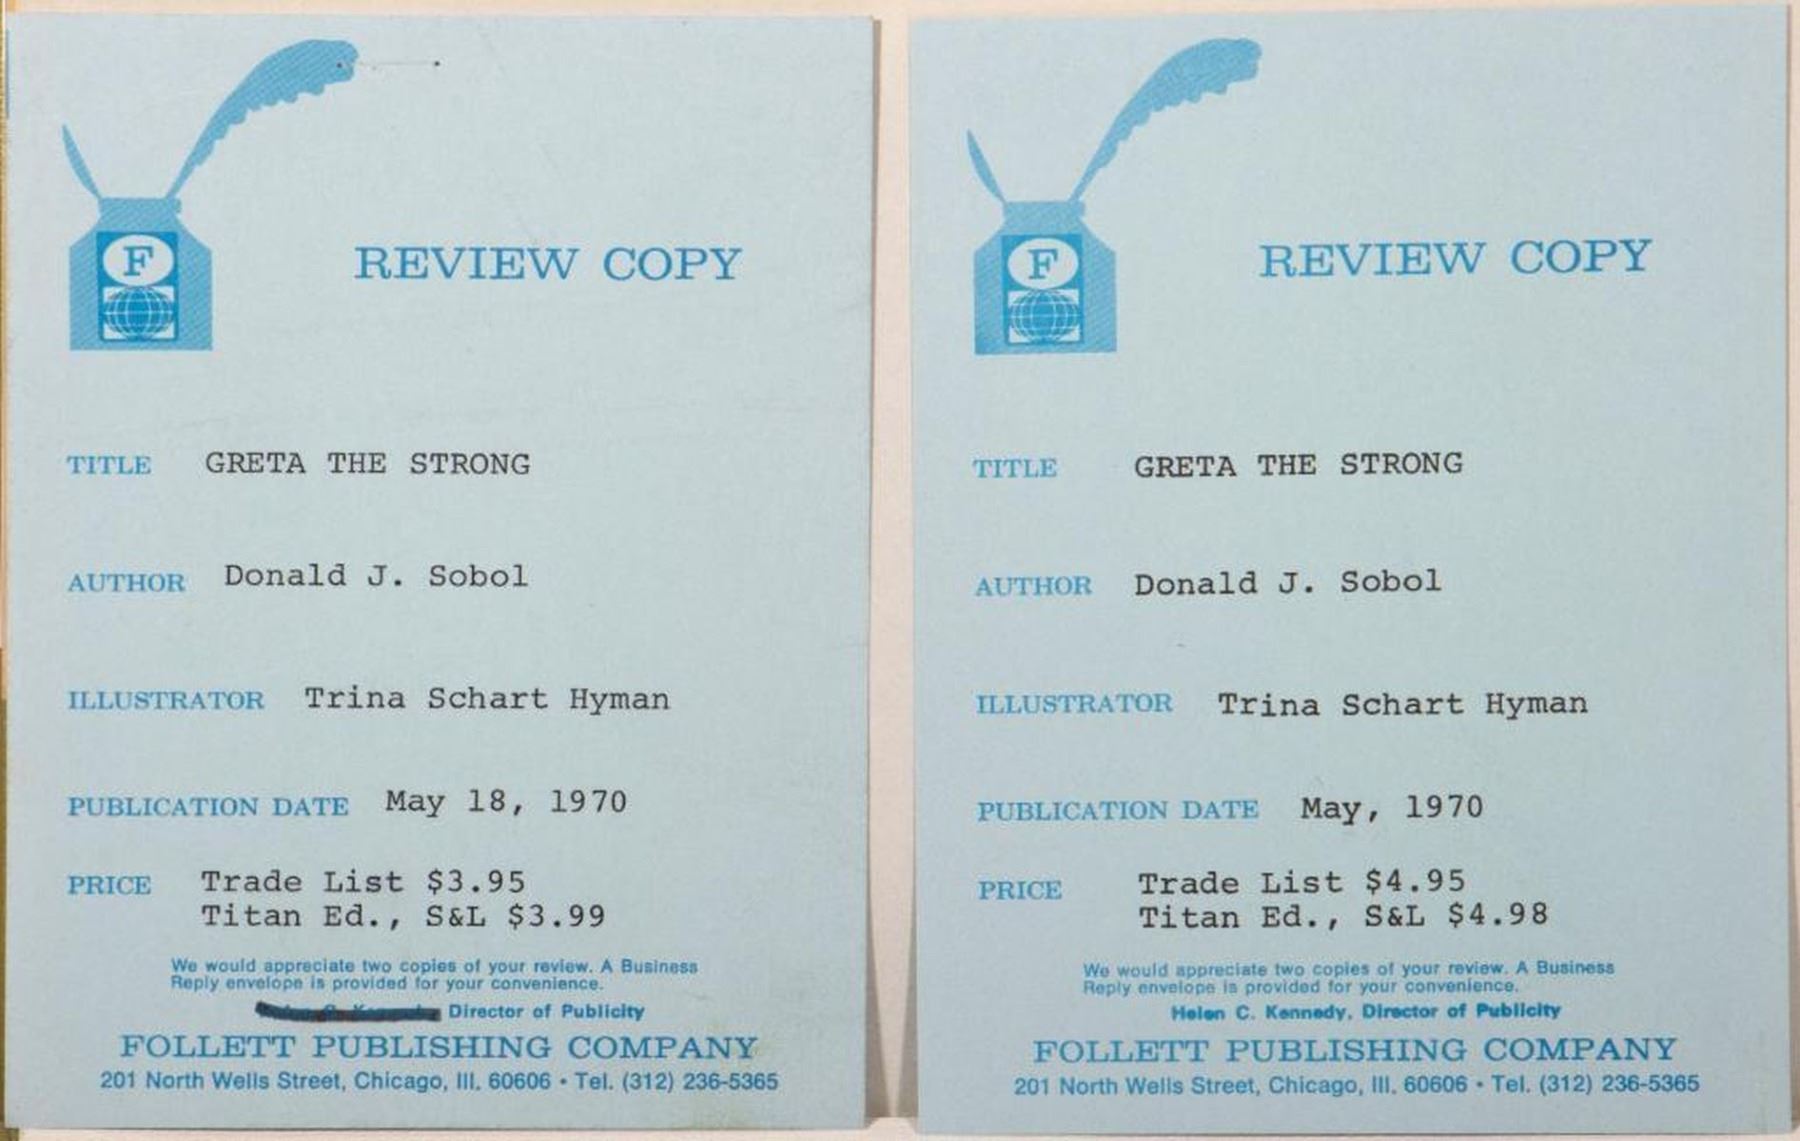 F
REVIEW COPY
TITLE GRETA THE STRONG
AUTHOR Donald J. Sobol
ILLUSTRATOR Trina Schart Hyman
PUBLICATION DATE May 18, 1970
PRICE Trade List $3.95
Titan Ed., S&L $3.99
We would appreciate two copies of your review. A Business
Reply envelope is provided for your convenience.
Director of Publicity
FOLLETT PUBLISHING COMPANY
201 North Wells Street, Chicago, Ill. 60606 • Tel. (312) 236-5365
F
REVIEW COPY
TITLE GRETA THE STRONG
AUTHOR Donald J. Sobol
ILLUSTRATOR Trina Schart Hyman
PUBLICATION DATE May, 1970
PRICE Trade List $4.95
Titan Ed., S&L $4.98
We would appreciate two copies of your review. A Business
Reply envelope is provided for your convenience.
Helen C. Kennedy, Director of Publicity
FOLLETT PUBLISHING COMPANY
201 North Wells Street, Chicago, Ill. 60606 • Tel. (312) 236-5365